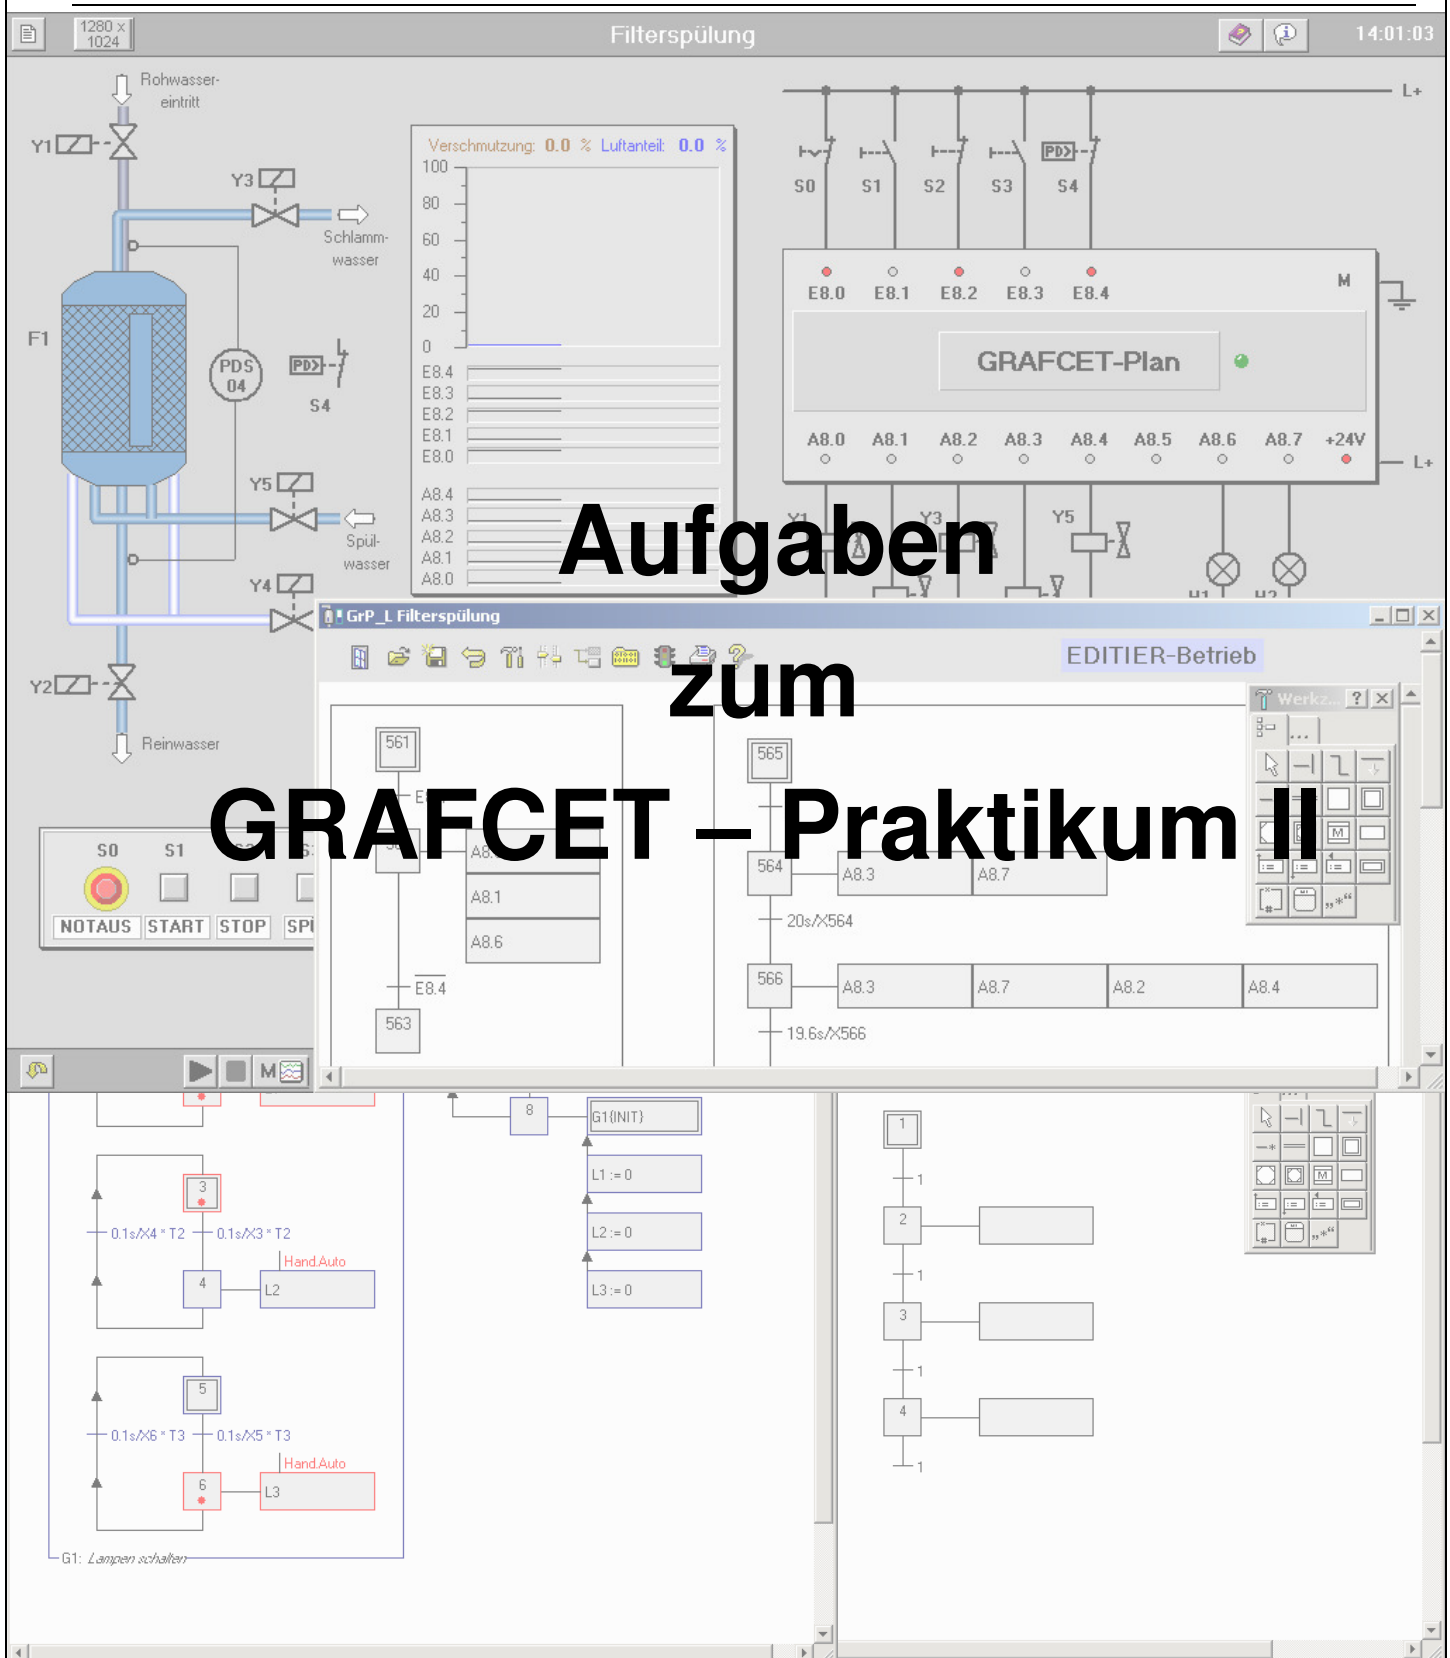 1280 x
1024
Filterspülung
14:01:03
Rohwasser-
eintritt
Y1
Y3
Schlamm-
wasser
F1
PDS
04
PD>
S4
Y5
Spül-
wasser
Y4
Y2
Reinwasser
Verschmutzung: 0.0 % Luftanteil: 0.0 %
100
80
60
40
20
0
E8.4
E8.3
E8.2
E8.1
E8.0
A8.4
A8.3
A8.2
A8.1
A8.0
L+
PD>
S0 S1 S2 S3 S4
E8.0 E8.1 E8.2 E8.3 E8.4
M
GRAFCET-Plan
A8.0 A8.1 A8.2 A8.3 A8.4 A8.5 A8.6 A8.7 +24V
L+
Y1 Y3 Y5
H1 H2
Aufgaben
zum
GRAFCET – Praktikum II
S0 S1
NOTAUS START STOP
M
GrP_L Filterspülung
EDITIER-Betrieb
Werkz...
561
A8.1
A8.6
E8.4
563
565
564
A8.3 A8.7
20s/X564
566
A8.3 A8.7 A8.2 A8.4
19.6s/X566
3
0.1s/X4 * T2 0.1s/X3 * T2
Hand.Auto
4
L2
5
0.1s/X6 * T3 0.1s/X5 * T3
Hand.Auto
6
L3
G1: Lampen schalten
8
G1{INIT}
L1 := 0
L2 := 0
L3 := 0
1
1
2
1
3
1
4
1